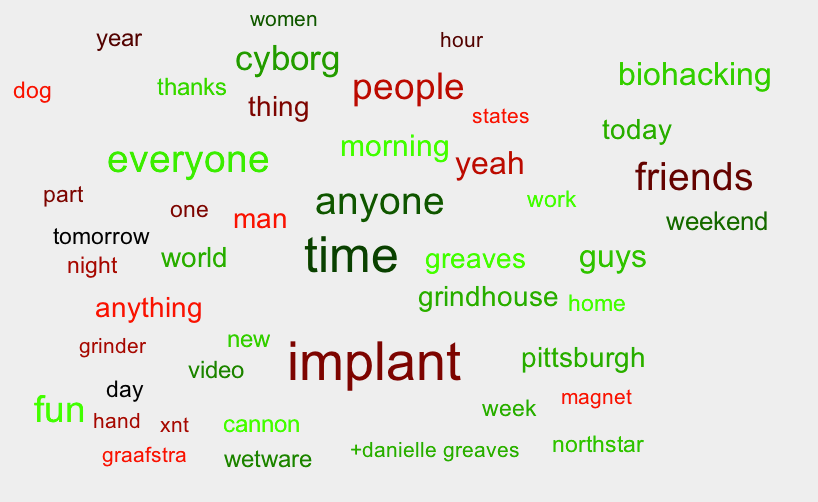 women
year
hour
cyborg
biohacking
dog
thanks
people
thing
states
today
morning
everyone
yeah
friends
part
anyone
work
one
man
weekend
tomorrow
time
world
greaves
guys
night
grindhouse
home
anything
new
grinder
implant
pittsburgh
video
day
magnet
fun
week
hand
xnt
cannon
northstar
graafstra
wetware
+danielle greaves